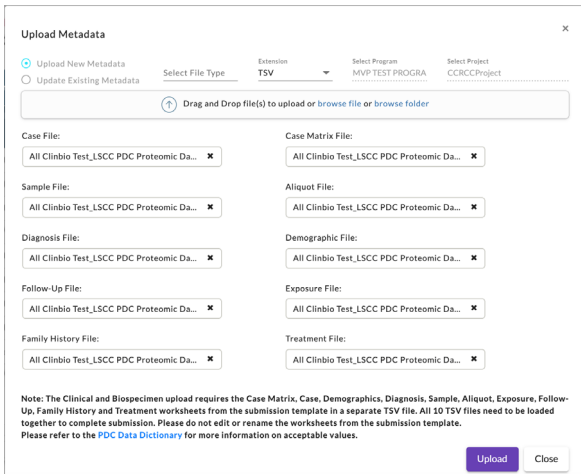 Upload Metadata
×
Upload New Metadata
Update Existing Metadata
Select File Type
Extension
TSV
Select Program
MVP TEST PROGRA
Select Project
CCRCCProject
Drag and Drop file(s) to upload or browse file or browse folder
Case File:
Case Matrix File:
All Clinbio Test_LSCC PDC Proteomic Da... ✖
All Clinbio Test_LSCC PDC Proteomic Da... ✖
Sample File:
Aliquot File:
All Clinbio Test_LSCC PDC Proteomic Da... ✖
All Clinbio Test_LSCC PDC Proteomic Da... ✖
Diagnosis File:
Demographic File:
All Clinbio Test_LSCC PDC Proteomic Da... ✖
All Clinbio Test_LSCC PDC Proteomic Da... ✖
Follow-Up File:
Exposure File:
All Clinbio Test_LSCC PDC Proteomic Da... ✖
All Clinbio Test_LSCC PDC Proteomic Da... ✖
Family History File:
Treatment File:
All Clinbio Test_LSCC PDC Proteomic Da... ✖
All Clinbio Test_LSCC PDC Proteomic Da... ✖
Note: The Clinical and Biospecimen upload requires the Case Matrix, Case, Demographics, Diagnosis, Sample, Aliquot, Exposure, Follow-
Up, Family History and Treatment worksheets from the submission template in a separate TSV file. All 10 TSV files need to be loaded
together to complete submission. Please do not edit or rename the worksheets from the submission template.
Please refer to the PDC Data Dictionary for more information on acceptable values.
Upload
Close